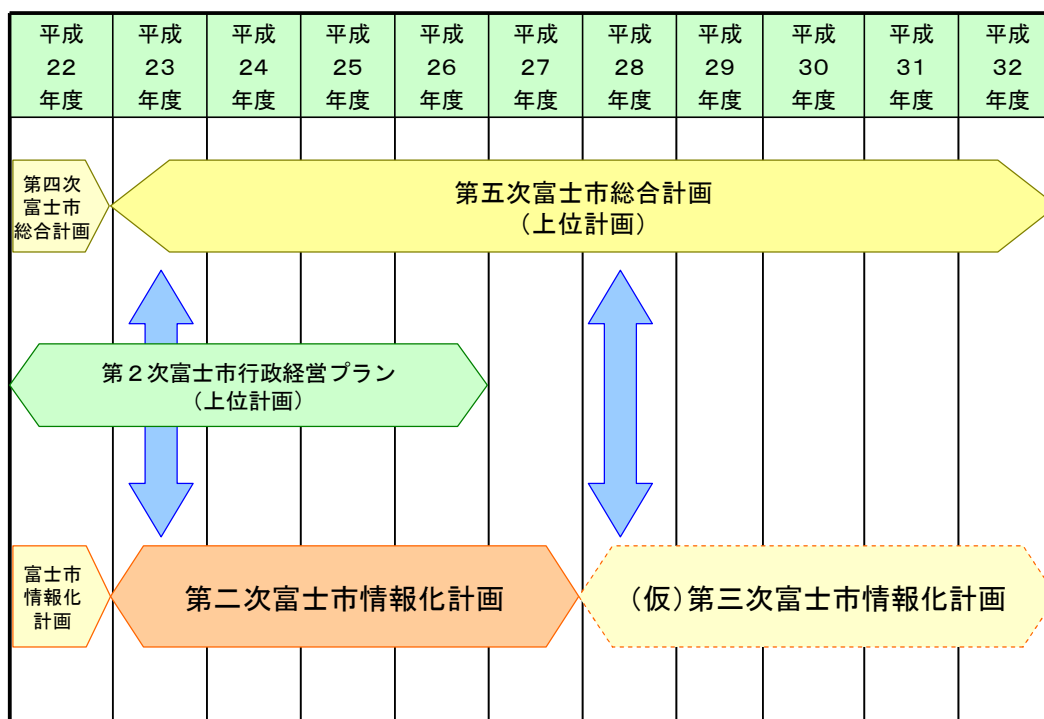 平成 平成 平成 平成 平成 平成 平成 平成 平成 平成 平成
22 23 24 25 26 27 28 29 30 31 32
年度 年度 年度 年度 年度 年度 年度 年度 年度 年度 年度
第四次
富士市
総合計画
第五次富士市総合計画
(上位計画)
第２次富士市行政経営プラン
(上位計画)
富士市
情報化
計画
第二次富士市情報化計画
(仮)第三次富士市情報化計画